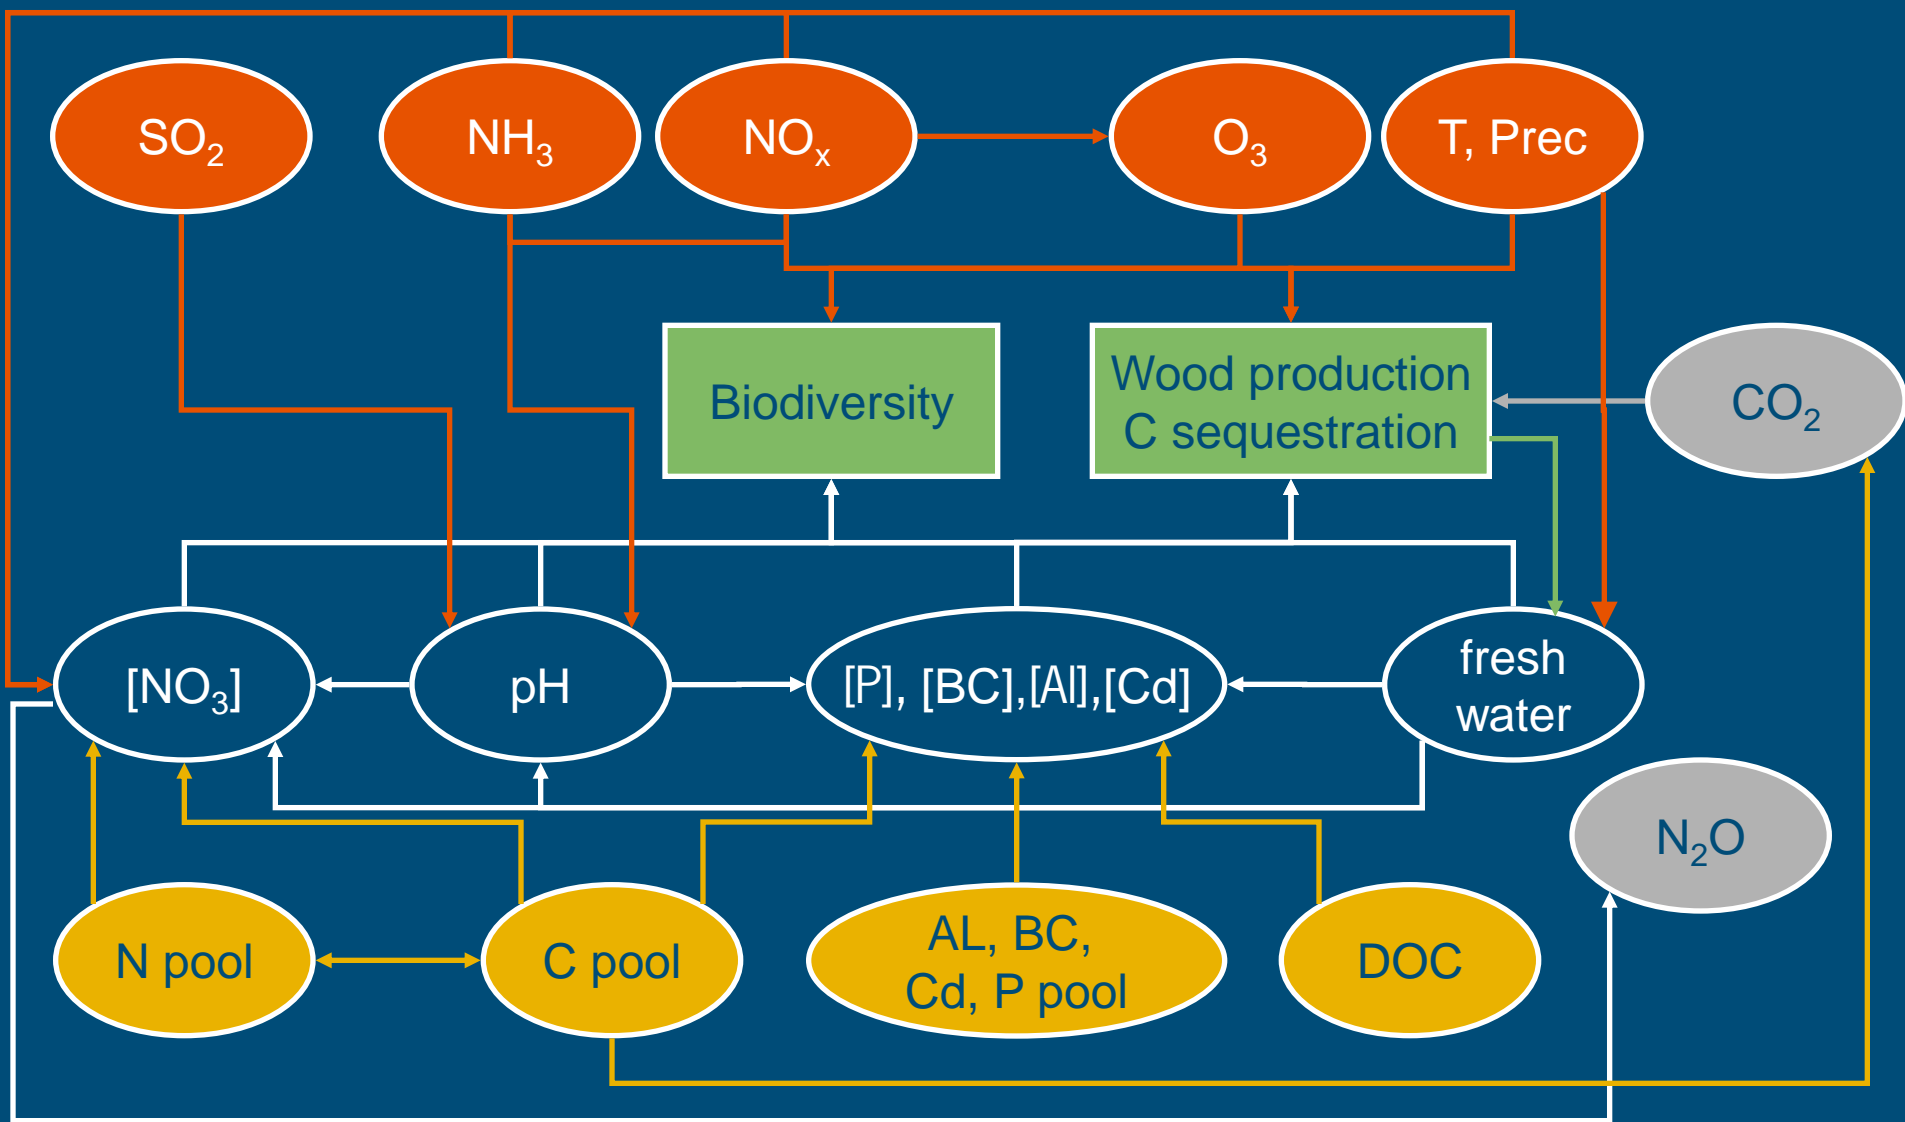 SO₂
NH₃
NOₓ
O₃
T, Prec
Biodiversity
Wood production
C sequestration
CO₂
[NO₃]
pH
[P], [BC],[Al],[Cd]
fresh
water
N₂O
N pool
C pool
AL, BC,
Cd, P pool
DOC